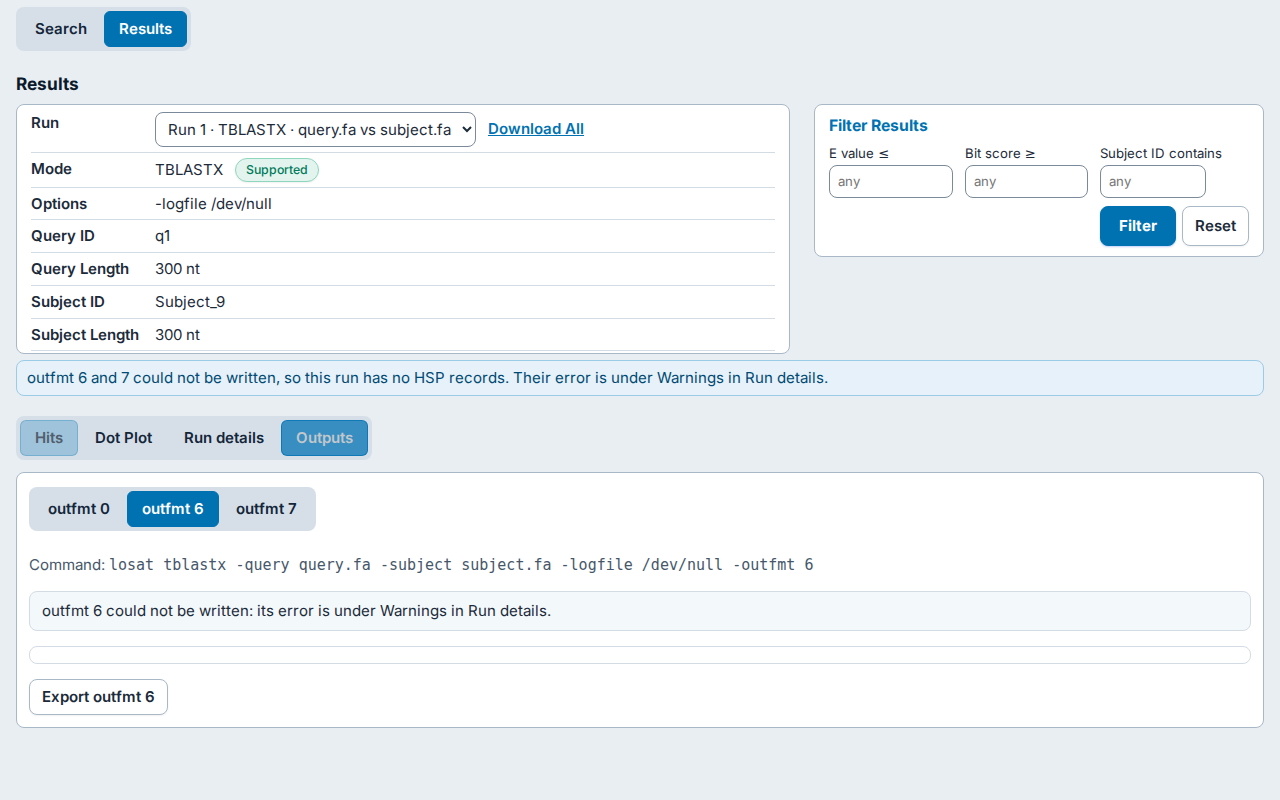 Search Results
Results
Run Run 1 · TBLASTX · query.fa vs subject.fa Download All
Mode TBLASTX Supported
Options -logfile /dev/null
Query ID q1
Query Length 300 nt
Subject ID Subject_9
Subject Length 300 nt
Filter Results
E value ≤ Bit score ≥ Subject ID contains
any any any
Filter Reset
outfmt 6 and 7 could not be written, so this run has no HSP records. Their error is under Warnings in Run details.
Hits Dot Plot Run details Outputs
outfmt 0 outfmt 6 outfmt 7
Command: losat tblastx -query query.fa -subject subject.fa -logfile /dev/null -outfmt 6
outfmt 6 could not be written: its error is under Warnings in Run details.
Export outfmt 6